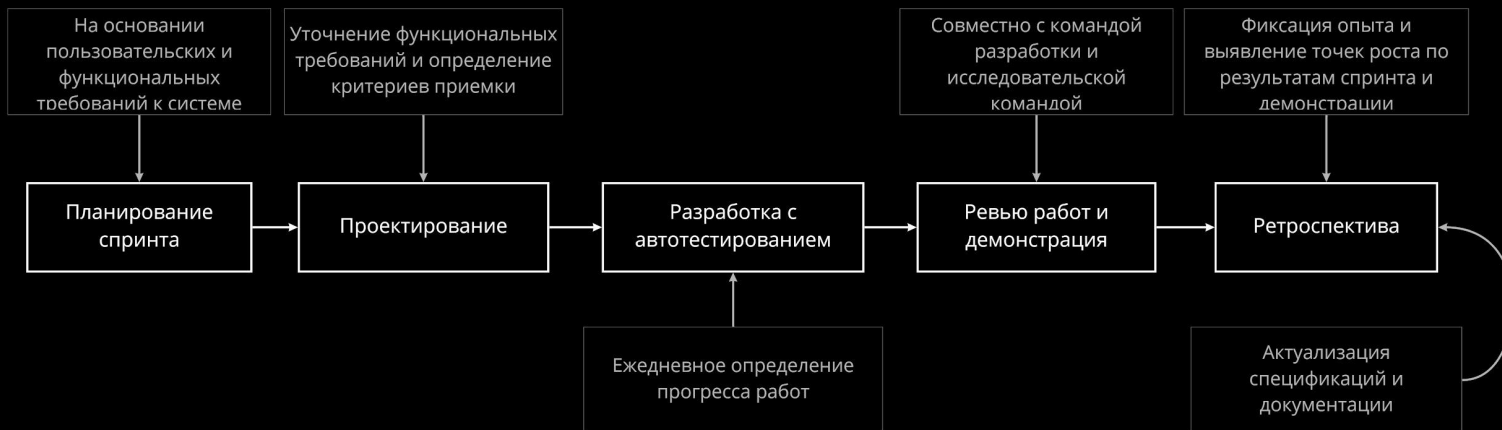 На основании
пользовательских и
функциональных
требований к системе
Уточнение функциональных
требований и определение
критериев приемки
Совместно с командой
разработки и
исследовательской
командой
Фиксация опыта и
выявление точек роста по
результатам спринта и
демонстрации
Планирование
спринта
Проектирование
Разработка с
автотестированием
Ревью работ и
демонстрация
Ретроспектива
Ежедневное определение
прогресса работ
Актуализация
спецификаций и
документации